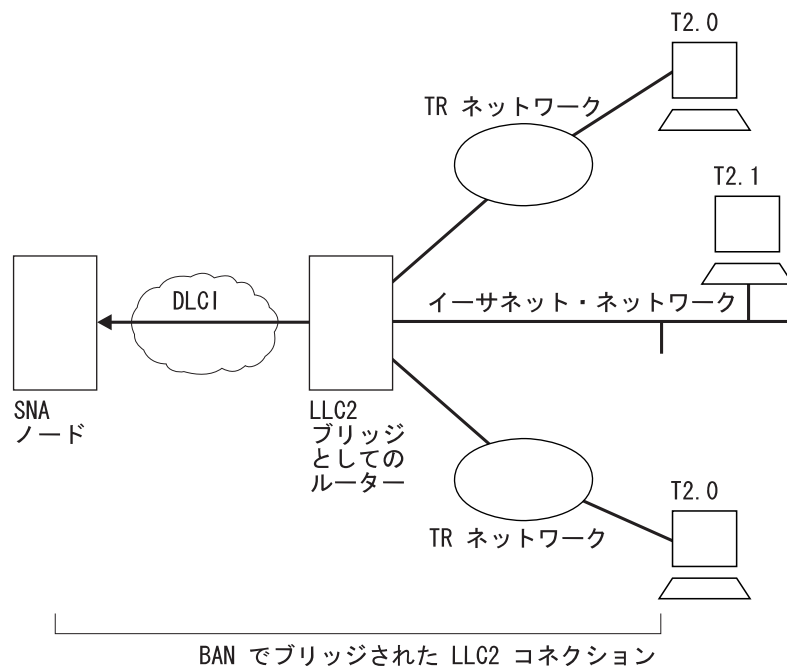 T2.0
TR ネットワーク
T2.1
DLCI
イーサネット・ネットワーク
SNA
ノード
LLC2
ブリッジ
としての
ルーター
T2.0
TR ネットワーク
BAN でブリッジされた LLC2 コネクション